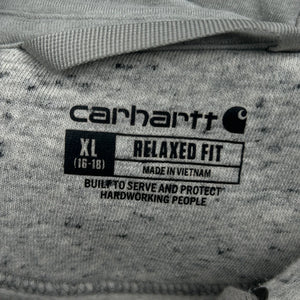 carhartt
XL RELAXED FIT
(16-18) MADE IN VIETNAM
BUILT TO SERVE AND PROTECT
HARDWORKING PEOPLE